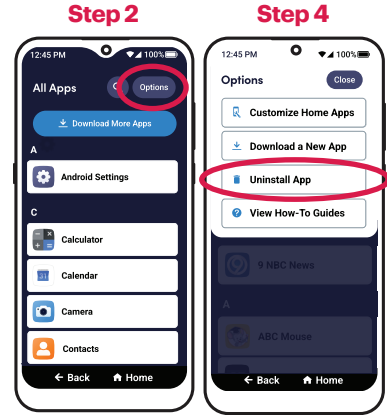 Step 2
12:45 PM
100%
All Apps
Options
Download More Apps
A
Android Settings
C
Calculator
Calendar
Camera
Contacts
Back
Home
Step 4
12:45 PM
100%
Options
Close
Customize Home Apps
Download a New App
Uninstall App
View How-To Guides
9 NBC News
A
ABC Mouse
Back
Home